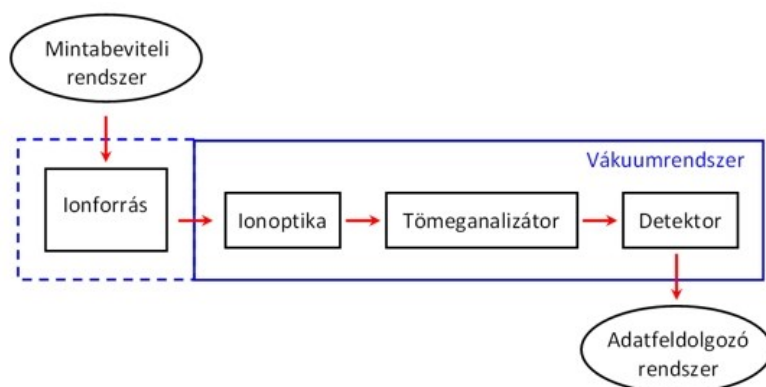 Mintabeviteli
rendszer
Vákuumrendszer
Ionforrás
Ionoptika
Tömeganalizátor
Detektor
Adatfeldolgozó
rendszer